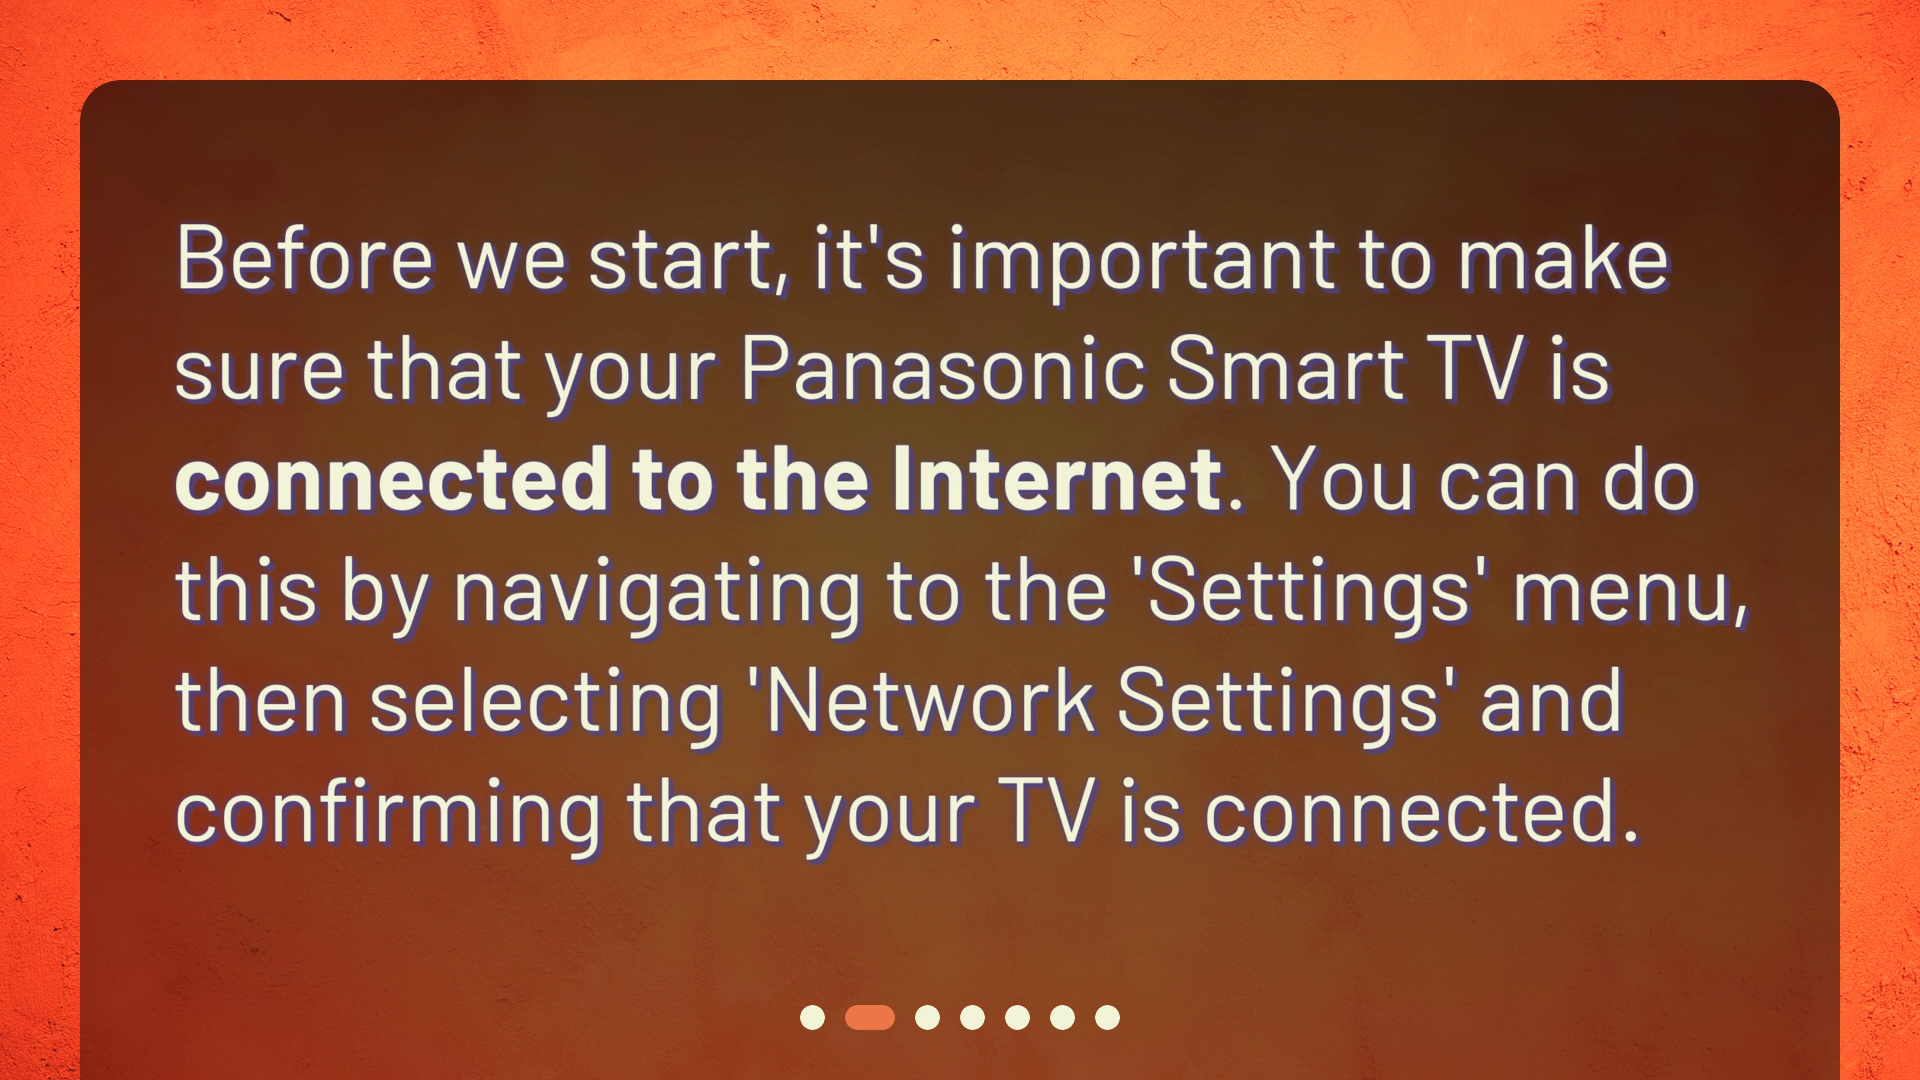 Before we start, it's important to make
sure that your Panasonic Smart TV is
connected to the Internet. You can do
this by navigating to the 'Settings' menu,
then selecting 'Network Settings' and
confirming that your TV is connected.